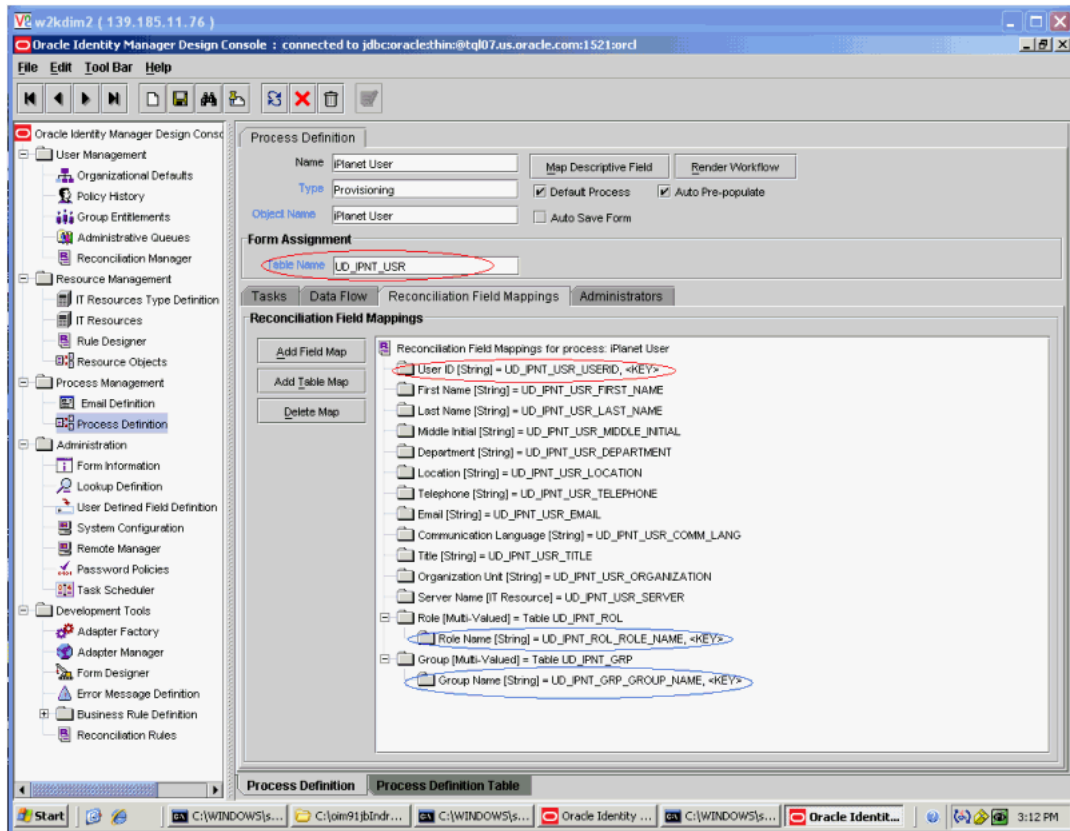 w2kdim2 ( 139.185.11.76 )
Oracle Identity Manager Design Console : connected to jdbc:oracle:thin:@tql07.us.oracle.com:1521:orcl
File Edit Tool Bar Help
Oracle Identity Manager Design Consc
User Management
Organizational Defaults
Policy History
Group Entitlements
Administrative Queues
Reconciliation Manager
Resource Management
IT Resources Type Definition
IT Resources
Rule Designer
Resource Objects
Process Management
Email Definition
Process Definition
Administration
Form Information
Lookup Definition
User Defined Field Definition
System Configuration
Remote Manager
Password Policies
Task Scheduler
Development Tools
Adapter Factory
Adapter Manager
Form Designer
Error Message Definition
Business Rule Definition
Reconciliation Rules
Process Definition
Name iPlanet User Map Descriptive Field Render Workflow
Type Provisioning Default Process Auto Pre-populate
Object Name iPlanet User Auto Save Form
Form Assignment
Table Name UD_IPNT_USR
Tasks Data Flow Reconciliation Field Mappings Administrators
Reconciliation Field Mappings
Add Field Map
Add Table Map
Delete Map
Reconciliation Field Mappings for process: iPlanet User
User ID [String] = UD_IPNT_USR_USERID, <KEY>
First Name [String] = UD_IPNT_USR_FIRST_NAME
Last Name [String] = UD_IPNT_USR_LAST_NAME
Middle Initial [String] = UD_IPNT_USR_MIDDLE_INITIAL
Department [String] = UD_IPNT_USR_DEPARTMENT
Location [String] = UD_IPNT_USR_LOCATION
Telephone [String] = UD_IPNT_USR_TELEPHONE
Email [String] = UD_IPNT_USR_EMAIL
Communication Language [String] = UD_IPNT_USR_COMM_LANG
Title [String] = UD_IPNT_USR_TITLE
Organization Unit [String] = UD_IPNT_USR_ORGANIZATION
Server Name [IT Resource] = UD_IPNT_USR_SERVER
Role [Multi-Valued] = Table UD_IPNT_ROL
Role Name [String] = UD_IPNT_ROL_ROLE_NAME, <KEY>
Group [Multi-Valued] = Table UD_IPNT_GRP
Group Name [String] = UD_IPNT_GRP_GROUP_NAME, <KEY>
Process Definition Process Definition Table
Start C:\WINDOWS\s... C:\oim91jbIndr... C:\WINDOWS\s... Oracle Identity ... C:\WINDOWS\s... Oracle Identit... 3:12 PM